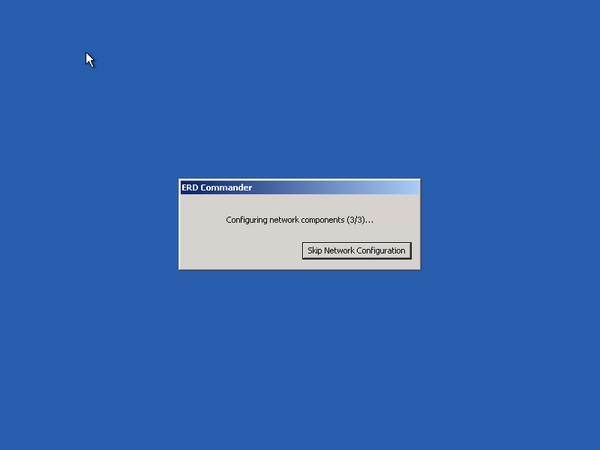 ERD Commander
Configuring network components (3/3)...
Skip Network Configuration